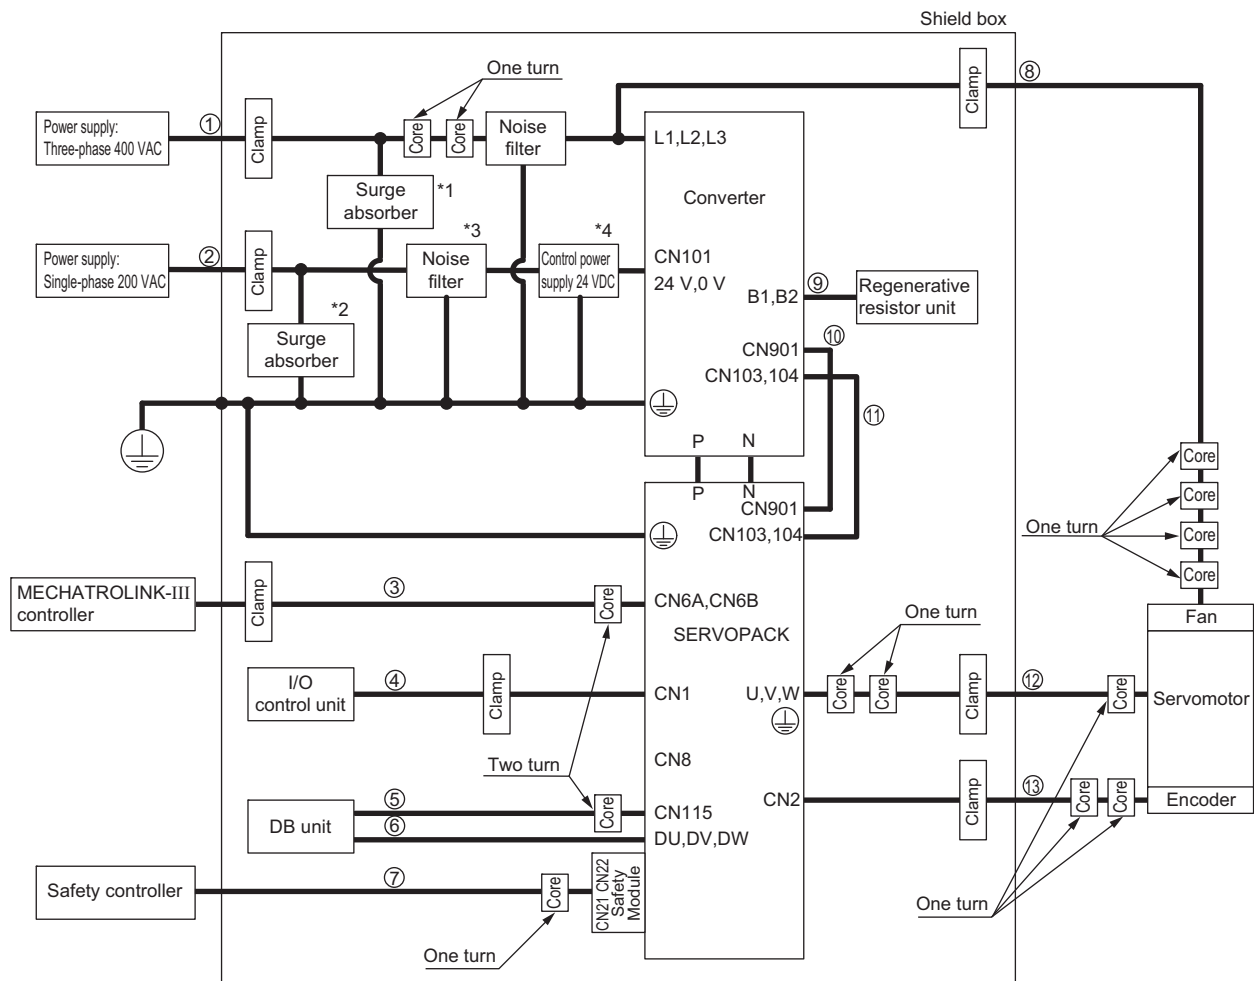 Shield box
One turn
⑧
Clamp
Power supply:
Three-phase 400 VAC
①
Clamp
Core
Core
Noise
filter
L1,L2,L3
Surge
absorber
*1
Converter
Power supply:
Single-phase 200 VAC
②
Clamp
*3
Noise
filter
*4
Control power
supply 24 VDC
CN101
24 V,0 V
B1,B2
⑨
Regenerative
resistor unit
*2
Surge
absorber
CN901
⑩
CN103,104
⑪
P
N
P
N
CN901
CN103,104
Core
Core
Core
Core
One turn
MECHATROLINK-III
controller
Clamp
③
Core
CN6A,CN6B
SERVOPACK
Fan
Servomotor
Encoder
I/O
control unit
④
Clamp
CN1
U,V,W
Core
Core
One turn
Clamp
⑫
Core
Two turn
CN8
CN2
Clamp
⑬
Core
Core
One turn
DB unit
⑤
⑥
Core
CN115
DU,DV,DW
Safety controller
⑦
Core
One turn
CN21 CN22
Safety
Module